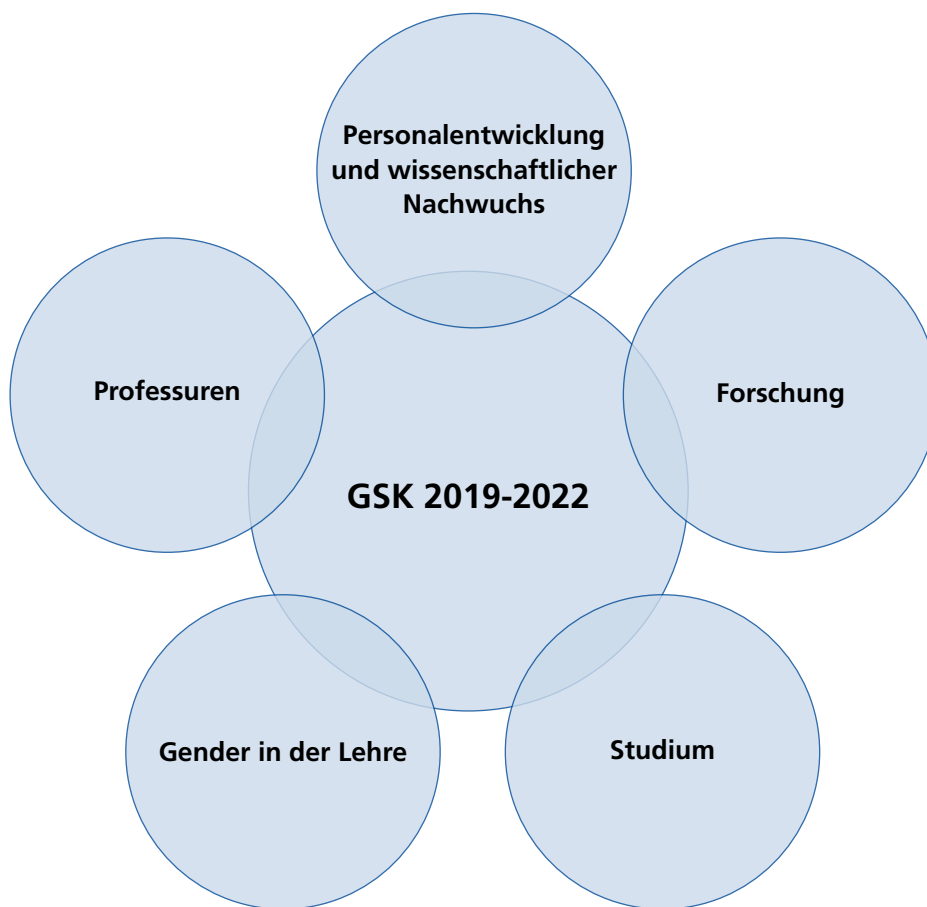 Personalentwicklung
und wissenschaftlicher
Nachwuchs
Professuren
Forschung
GSK 2019-2022
Gender in der Lehre
Studium